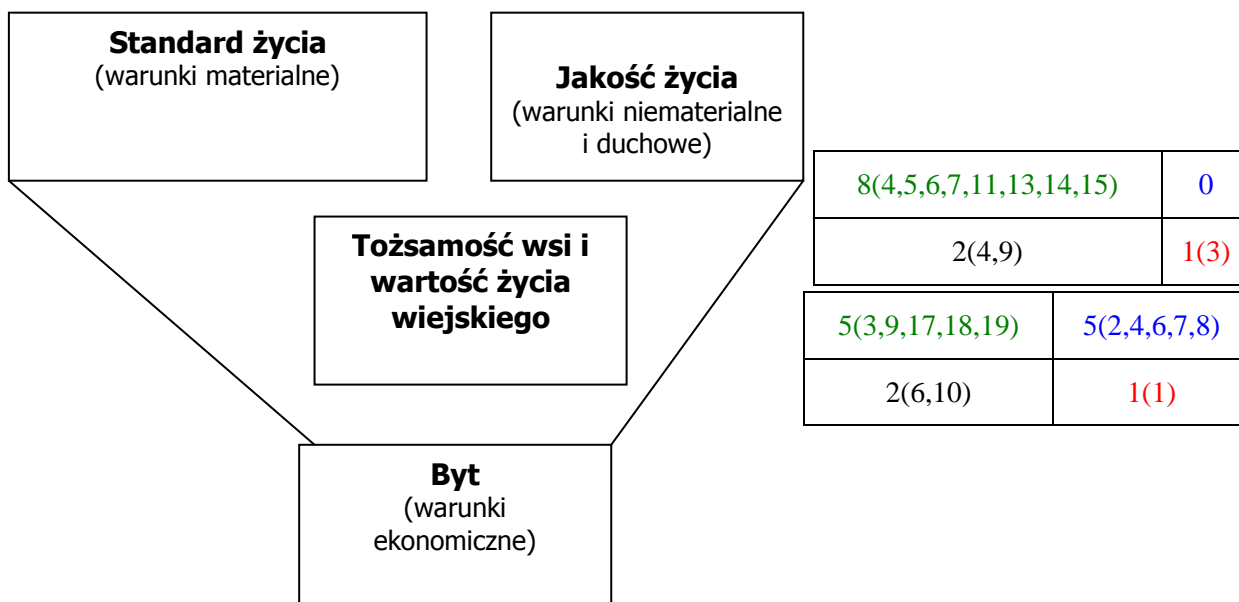 Standard życia
(warunki materialne)
Jakość życia
(warunki niematerialne
i duchowe)
8(4,5,6,7,11,13,14,15) 0
2(4,9) 1(3)
Tożsamość wsi i
wartość życia
wiejskiego
5(3,9,17,18,19) 5(2,4,6,7,8)
2(6,10) 1(1)
Byt
(warunki
ekonomiczne)